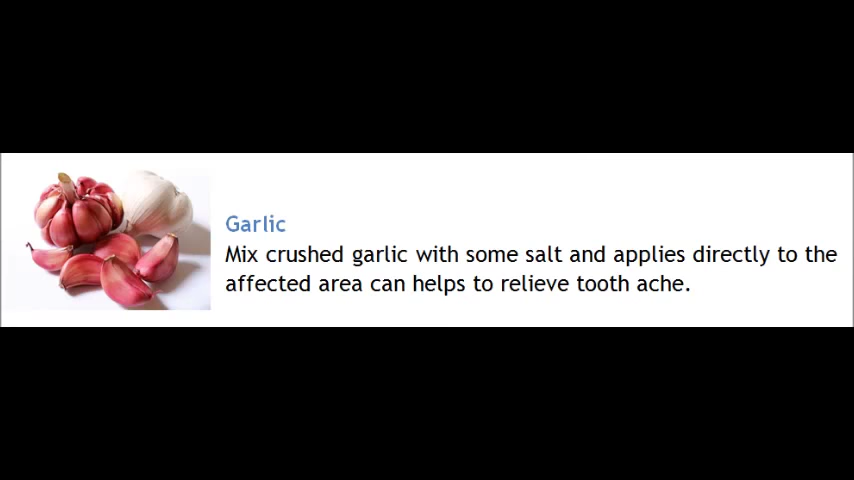 Garlic
Mix crushed garlic with some salt and applies directly to the
affected area can helps to relieve tooth ache.